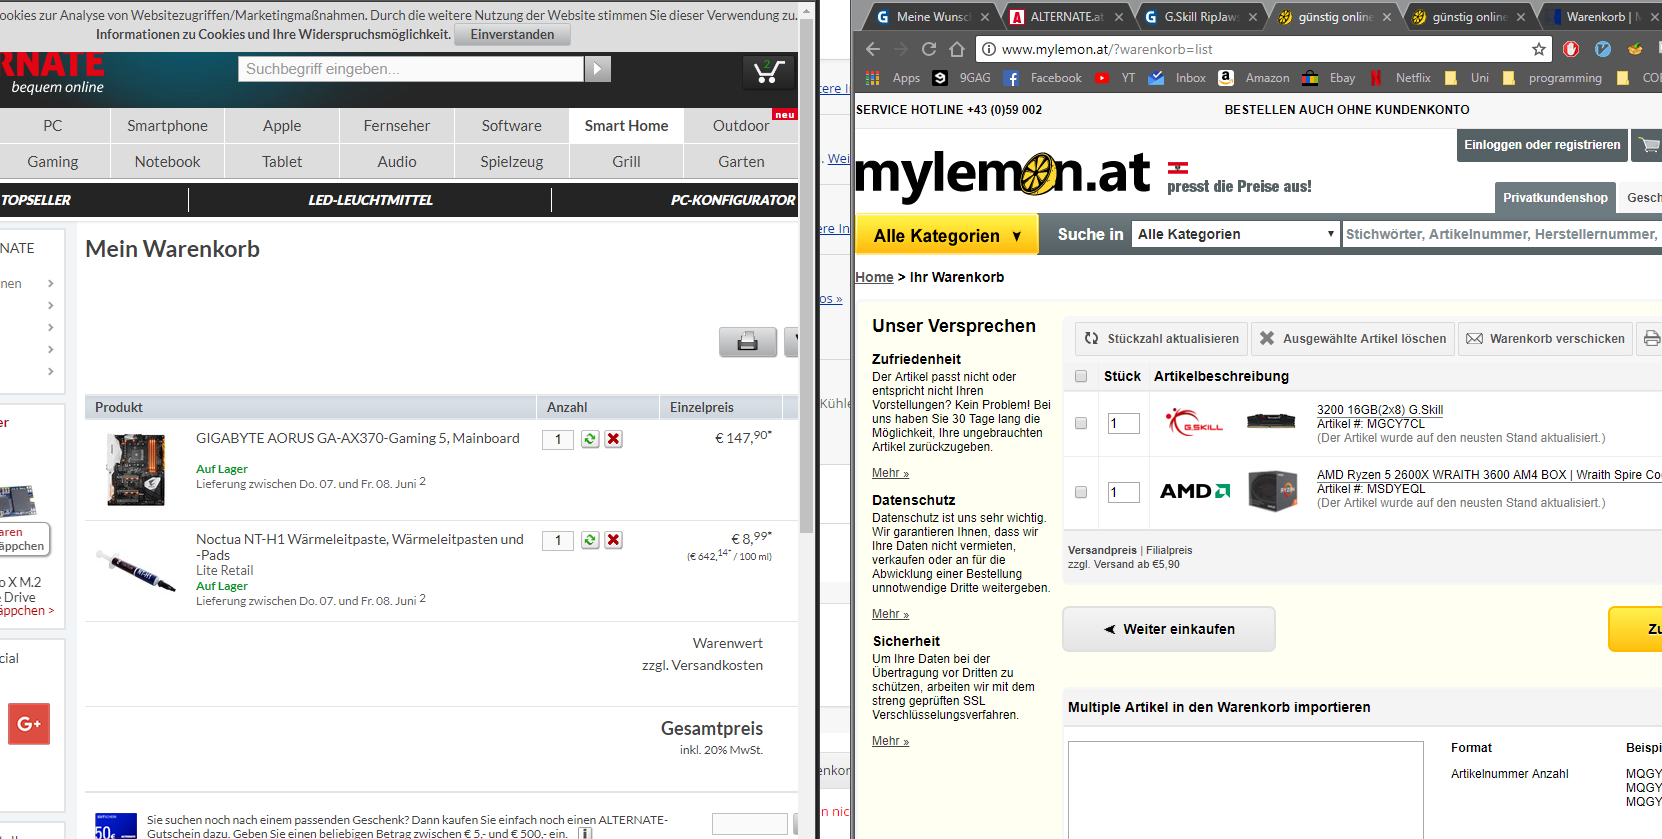 ookies zur Analyse von Websitezugriffen/Marketingmaßnahmen. Durch die weitere Nutzung der Website stimmen Sie dieser Verwendung zu.
Informationen zu Cookies und Ihre Widerspruchsmöglichkeit. Einverstanden
RNATE
bequem online
Suchbegriff eingeben...
2
neu
PC Smartphone Apple Fernseher Software Smart Home Outdoor
Gaming Notebook Tablet Audio Spielzeug Grill Garten
TOPSELLER LED-LEUCHTMITTEL PC-KONFIGURATOR
NATE
nen
Mein Warenkorb
Produkt Anzahl Einzelpreis
GIGABYTE AORUS GA-AX370-Gaming 5, Mainboard 1 € 147,90*
Auf Lager
Lieferung zwischen Do. 07. und Fr. 08. Juni 2
Noctua NT-H1 Wärmeleitpaste, Wärmeleitpasten und 1 € 8,99*
-Pads (€ 642,14* / 100 ml)
Lite Retail
Auf Lager
Lieferung zwischen Do. 07. und Fr. 08. Juni 2
Warenwert
zzgl. Versandkosten
Gesamtpreis
inkl. 20% MwSt.
er
aren
äppchen
o X M.2
e Drive
äppchen >
cial
G+
50€
Sie suchen noch nach einem passenden Geschenk? Dann kaufen Sie einfach noch einen ALTERNATE-
Gutschein dazu. Geben Sie einen beliebigen Betrag zwischen € 5,- und € 500,- ein. i
tere In
. Wei
ere In
os »
Kühle
enkor
n nic
Meine Wunsc ALTERNATE.at G.Skill RipJaws günstig online günstig online Warenkorb |
www.mylemon.at/?warenkorb=list
Apps 9GAG Facebook YT Inbox Amazon Ebay Netflix Uni programming COI
SERVICE HOTLINE +43 (0)59 002 BESTELLEN AUCH OHNE KUNDENKONTO
Einloggen oder registrieren
mylemon.at
presst die Preise aus!
Privatkundenshop Gesch
Alle Kategorien ▼ Suche in Alle Kategorien Stichwörter, Artikelnummer, Herstellernummer,
Home > Ihr Warenkorb
Unser Versprechen
Zufriedenheit
Der Artikel passt nicht oder
entspricht nicht Ihren
Vorstellungen? Kein Problem! Bei
uns haben Sie 30 Tage lang die
Möglichkeit, Ihre ungebrauchten
Artikel zurückzugeben.
Mehr »
Datenschutz
Datenschutz ist uns sehr wichtig.
Wir garantieren Ihnen, dass wir
Ihre Daten nicht vermieten,
verkaufen oder an für die
Abwicklung einer Bestellung
unnotwendige Dritte weitergeben.
Mehr »
Sicherheit
Um Ihre Daten bei der
Übertragung vor Dritten zu
schützen, arbeiten wir mit dem
streng geprüften SSL
Verschlüsselungsverfahren.
Mehr »
Stückzahl aktualisieren Ausgewählte Artikel löschen Warenkorb verschicken
Stück Artikelbeschreibung
1 G.SKILL 3200 16GB(2x8) G.Skill
Artikel #: MGCY7CL
(Der Artikel wurde auf den neusten Stand aktualisiert.)
1 AMD AMD Ryzen 5 2600X WRAITH 3600 AM4 BOX | Wraith Spire Co
Artikel #: MSDYEQL
(Der Artikel wurde auf den neusten Stand aktualisiert.)
Versandpreis | Filialpreis
zzgl. Versand ab €5,90
Weiter einkaufen Zu
Multiple Artikel in den Warenkorb importieren
Format Beispi
Artikelnummer Anzahl MQGY
MQGY
MQGY